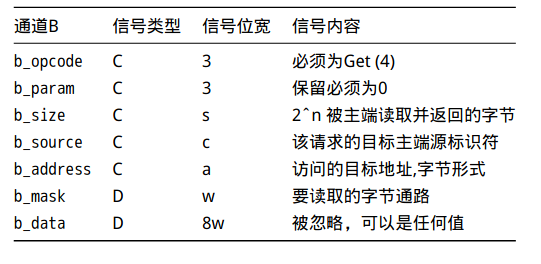 通道B 信号类型 信号位宽 信号内容
b_opcode C 3 必须为Get (4)
b_param C 3 保留必须为0
b_size C s 2^n 被主端读取并返回的字节
b_source C c 该请求的目标主端源标识符
b_address C a 访问的目标地址,字节形式
b_mask D w 要读取的字节通路
b_data D 8w 被忽略，可以是任何值